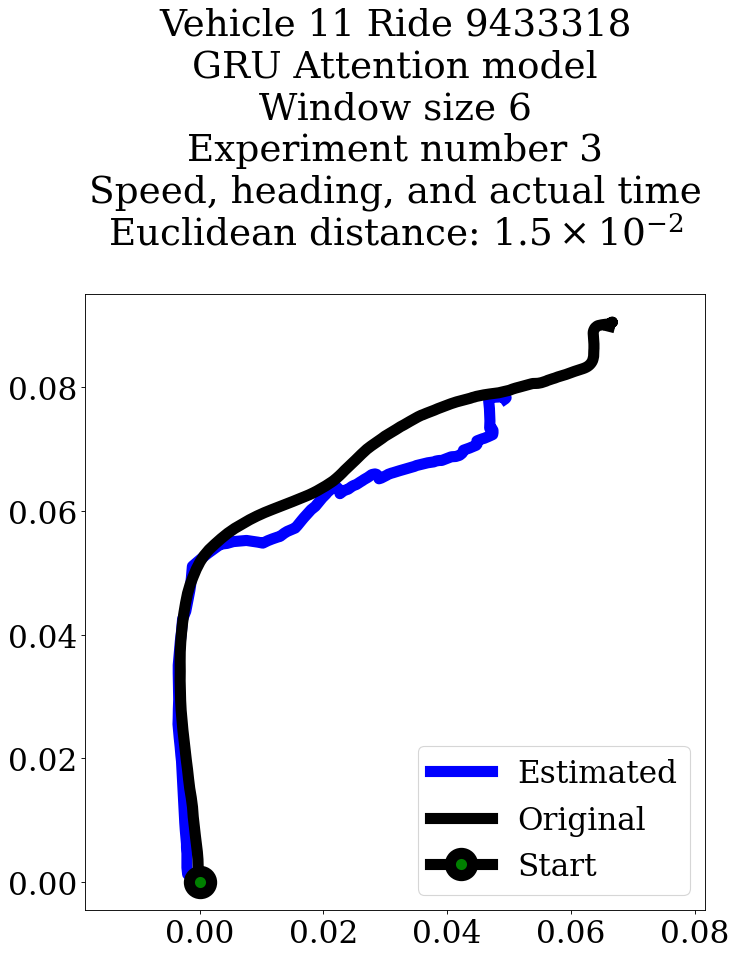 Vehicle 11 Ride 9433318
GRU Attention model
Window size 6
Experiment number 3
Speed, heading, and actual time
Euclidean distance: 1.5 × 10⁻²
0.08
0.06
0.04
0.02
0.00
Estimated
Original
Start
0.00 0.02 0.04 0.06 0.08